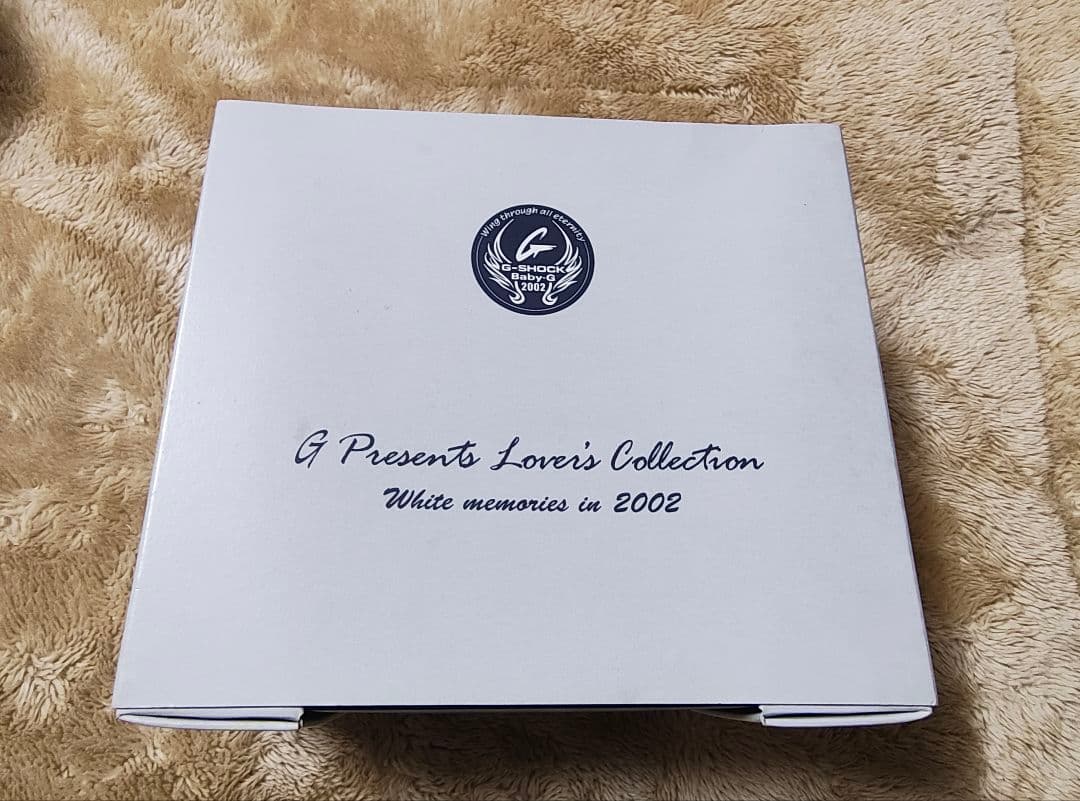 Wing through all eternity
G
G-SHOCK
Baby-G
2002
G Presents Lover's Collection
White memories in 2002